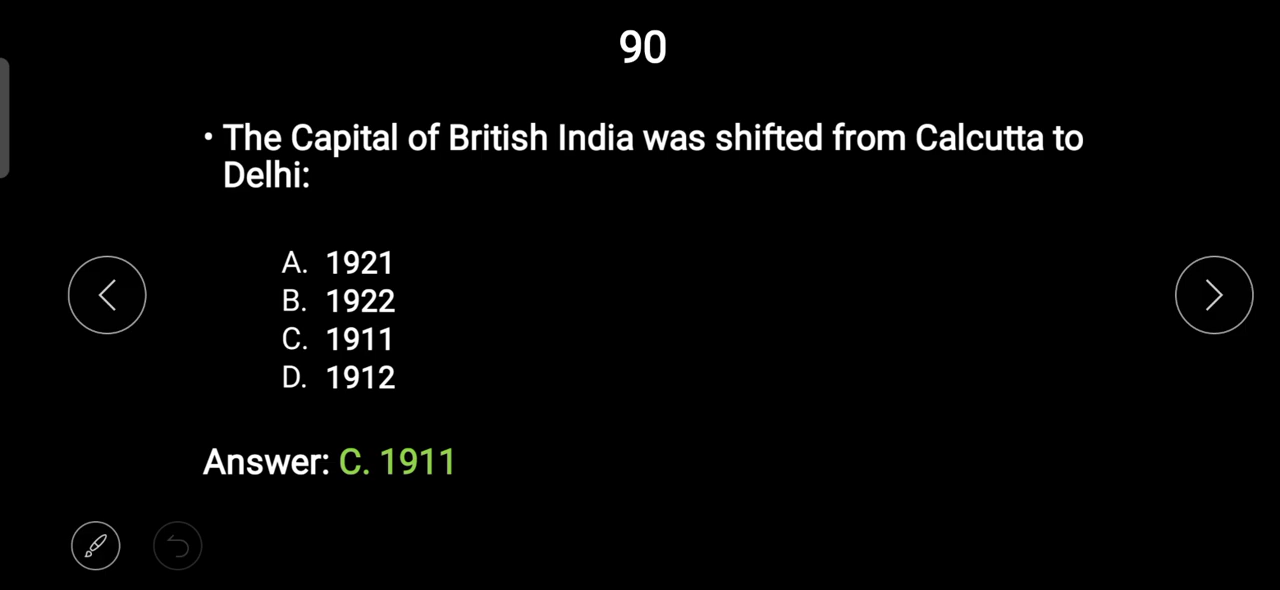 90
• The Capital of British India was shifted from Calcutta to
Delhi:
A. 1921
B. 1922
C. 1911
D. 1912
Answer: C. 1911